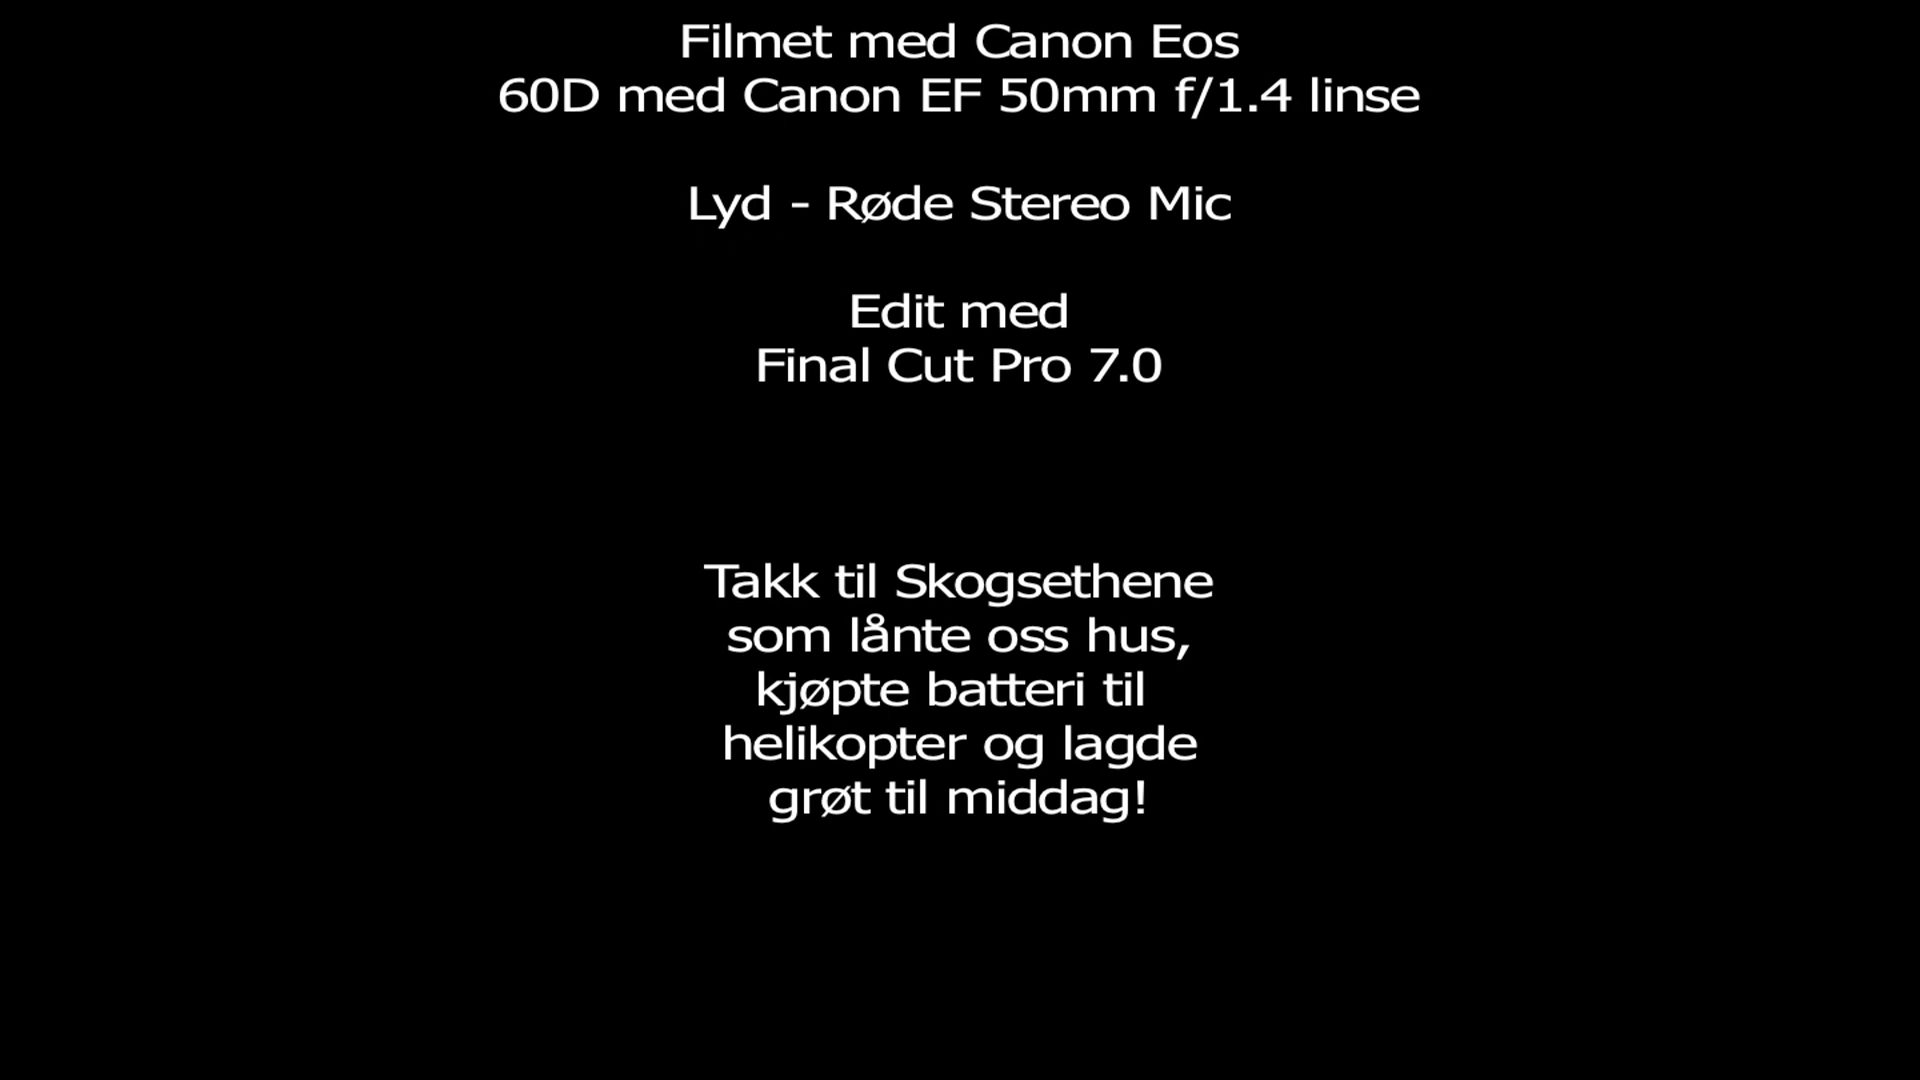 Filmet med Canon Eos
60D med Canon EF 50mm f/1.4 linse
Lyd - Røde Stereo Mic
Edit med
Final Cut Pro 7.0
Takk til Skogsethene
som lånte oss hus,
kjøpte batteri til
helikopter og lagde
grøt til middag!